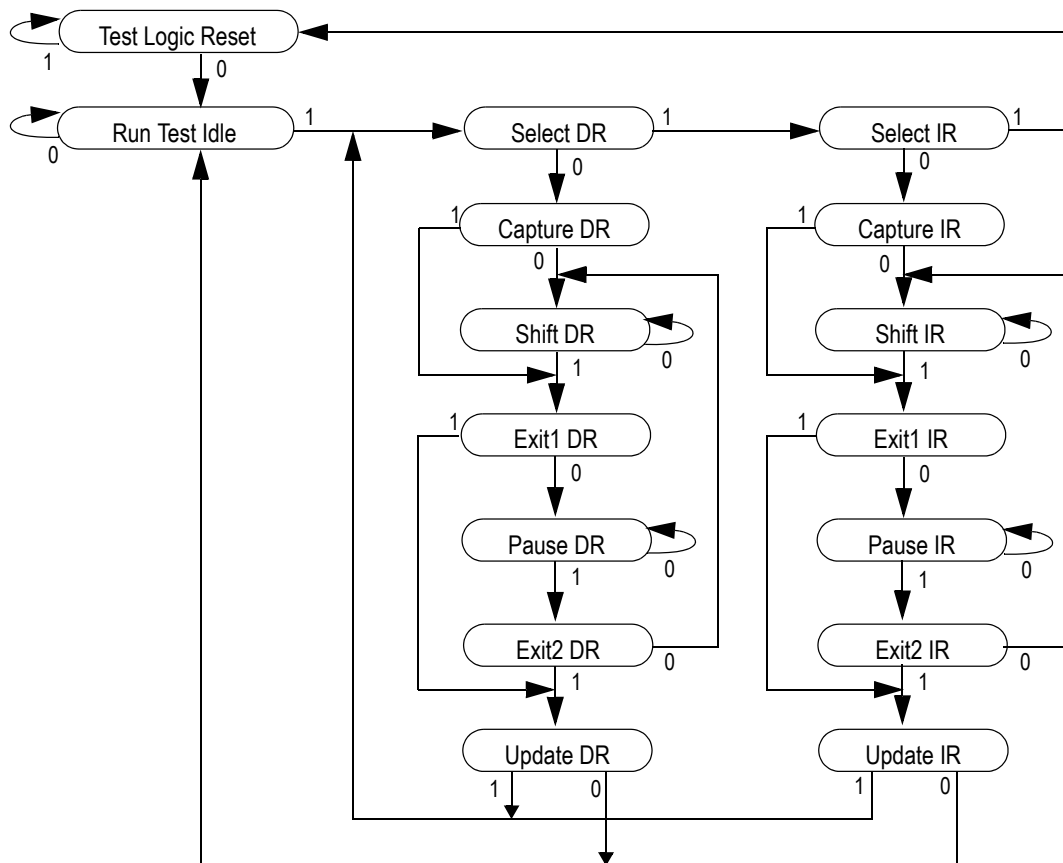 Test Logic Reset
1
0
Run Test Idle
0
1
Select DR
1
0
Select IR
1
0
1
Capture DR
0
1
Capture IR
0
Shift DR
0
1
Shift IR
0
1
1
Exit1 DR
0
1
Exit1 IR
0
Pause DR
0
1
Pause IR
0
1
Exit2 DR
0
1
Exit2 IR
0
1
Update DR
1
0
Update IR
1
0